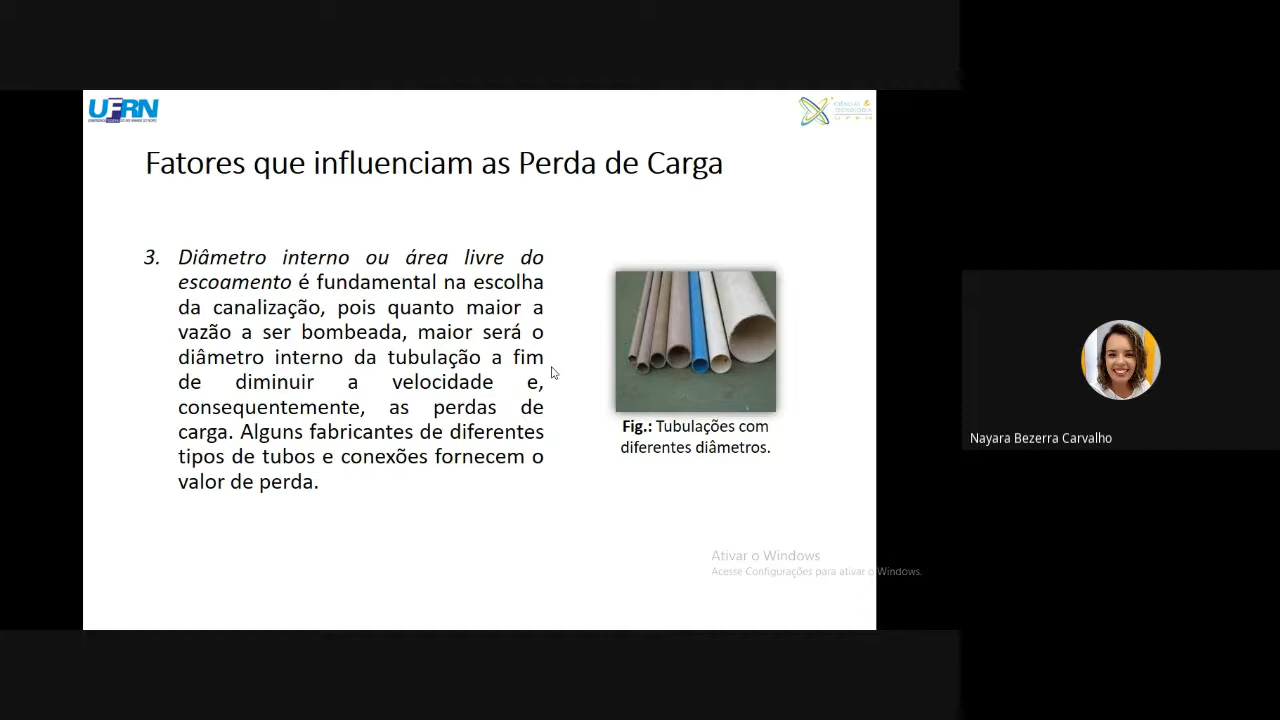 UFRN
CIÊNCIAS &
TECNOLOGIA
UFRN
Fatores que influenciam as Perda de Carga
3. Diâmetro interno ou área livre do
escoamento é fundamental na escolha
da canalização, pois quanto maior a
vazão a ser bombeada, maior será o
diâmetro interno da tubulação a fim
de diminuir a velocidade e,
consequentemente, as perdas de
carga. Alguns fabricantes de diferentes
tipos de tubos e conexões fornecem o
valor de perda.
Fig.: Tubulações com
diferentes diâmetros.
Nayara Bezerra Carvalho
Ativar o Windows
Acesse Configurações para ativar o Windows.